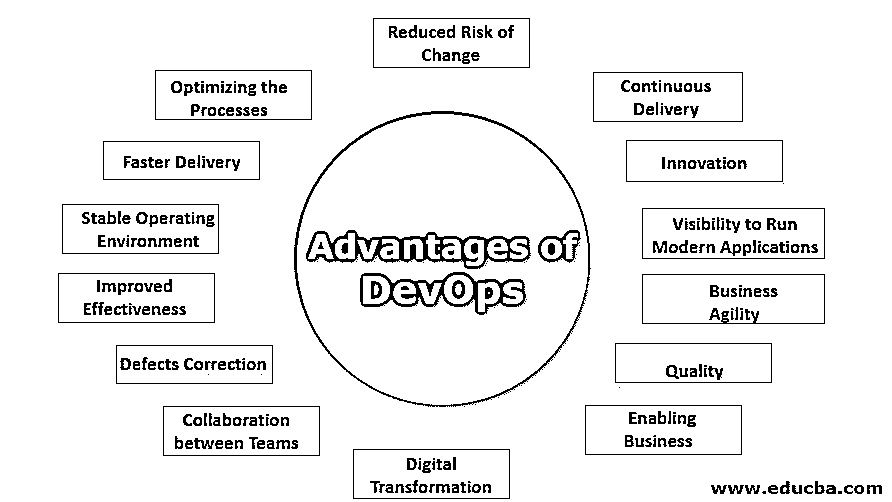 Reduced Risk of
Change
Optimizing the
Processes
Continuous
Delivery
Faster Delivery
Innovation
Stable Operating
Environment
Visibility to Run
Modern Applications
Advantages of
DevOps
Improved
Effectiveness
Business
Agility
Defects Correction
Quality
Collaboration
between Teams
Enabling
Business
Digital
Transformation
www.educba.com